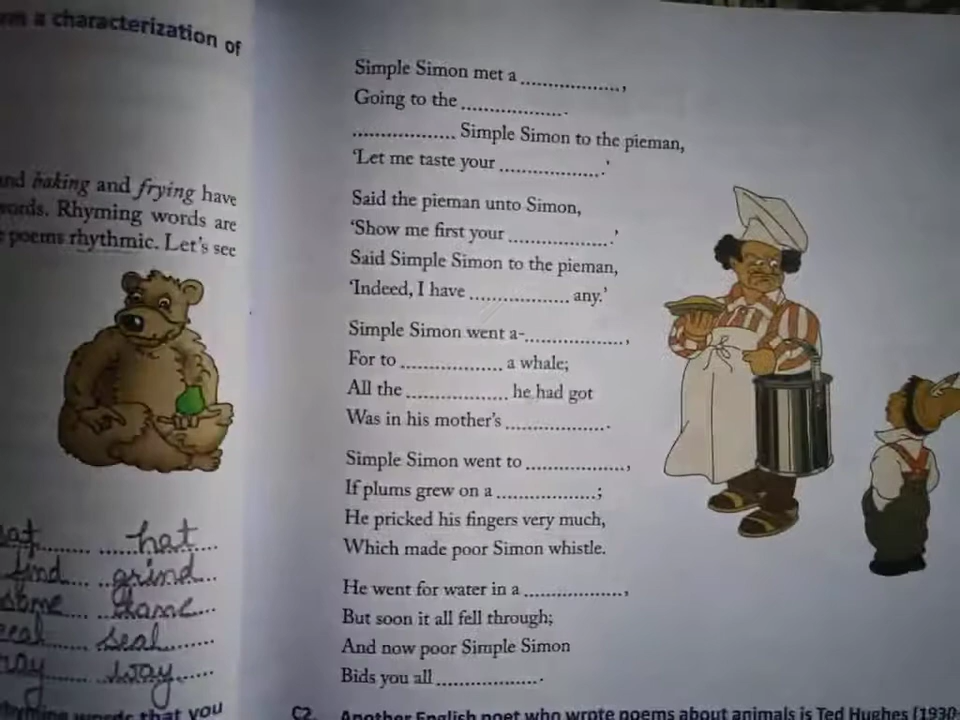 a characterization of
baking and frying have
words. Rhyming words are
poems rhythmic. Let's see
hat
find grind
some
seal
way
rhyming words that you
Simple Simon met a ...................,
Going to the ....................
.................... Simple Simon to the pieman,
'Let me taste your ....................'
Said the pieman unto Simon,
'Show me first your ....................'
Said Simple Simon to the pieman,
'Indeed, I have .................... any.'
Simple Simon went a-...................,
For to .................... a whale;
All the .................... he had got
Was in his mother's ....................
Simple Simon went to ...................,
If plums grew on a ...................;
He pricked his fingers very much,
Which made poor Simon whistle.
He went for water in a ...................,
But soon it all fell through;
And now poor Simple Simon
Bids you all ....................
C2. Another English poet who wrote poems about animals is Ted Hughes (1930-